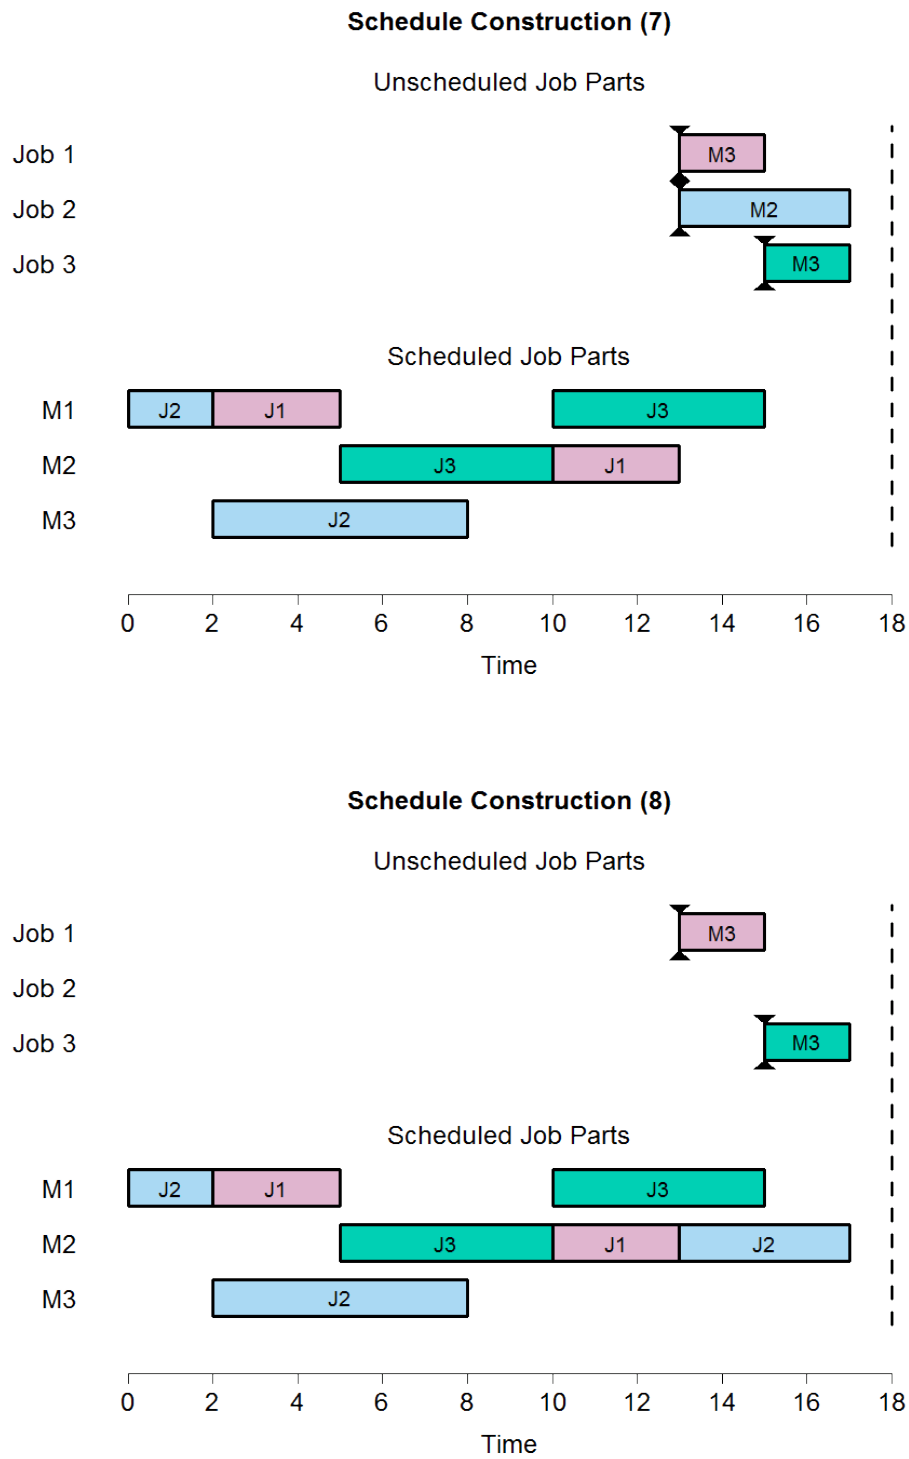 Schedule Construction (7)
Unscheduled Job Parts
Job 1 M3
Job 2 M2
Job 3 M3
Scheduled Job Parts
M1 J2 J1 J3
M2 J3 J1
M3 J2
0 2 4 6 8 10 12 14 16 18
Time
Schedule Construction (8)
Unscheduled Job Parts
Job 1 M3
Job 2
Job 3 M3
Scheduled Job Parts
M1 J2 J1 J3
M2 J3 J1 J2
M3 J2
0 2 4 6 8 10 12 14 16 18
Time